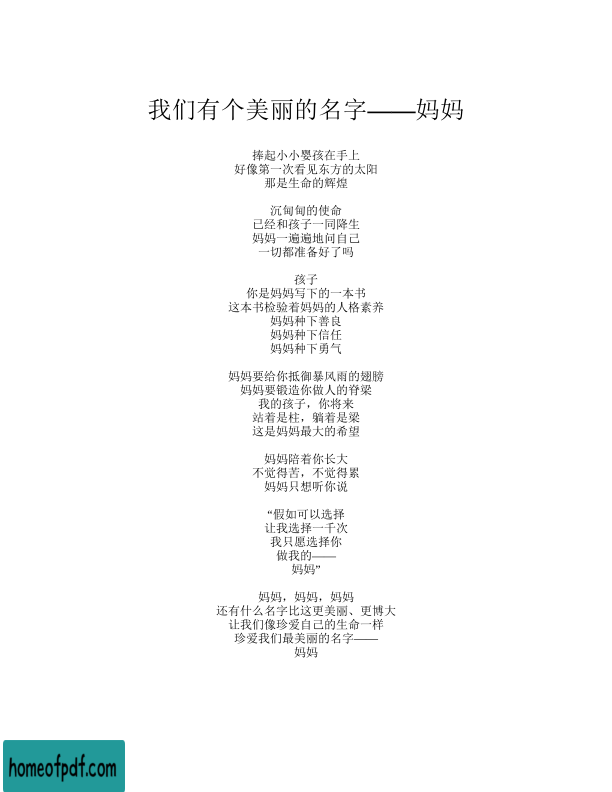 我们有个美丽的名字——妈妈
捧起小小婴孩在手上
好像第一次看见东方的太阳
那是生命的辉煌
沉甸甸的使命
已经和孩子一同降生
妈妈一遍遍地问自己
一切都准备好了吗
孩子
你是妈妈写下的一本书
这本书检验着妈妈的人格素养
妈妈种下善良
妈妈种下信任
妈妈种下勇气
妈妈要给你抵御暴风雨的翅膀
妈妈要锻造你做人的脊梁
我的孩子，你将来
站着是柱，躺着是梁
这是妈妈最大的希望
妈妈陪着你长大
不觉得苦，不觉得累
妈妈只想听你说
“假如可以选择
让我选择一千次
我只愿选择你
做我的——
妈妈”
妈妈，妈妈，妈妈
还有什么名字比这更美丽、更博大
让我们像珍爱自己的生命一样
珍爱我们最美丽的名字——
妈妈
homeofpdf.com